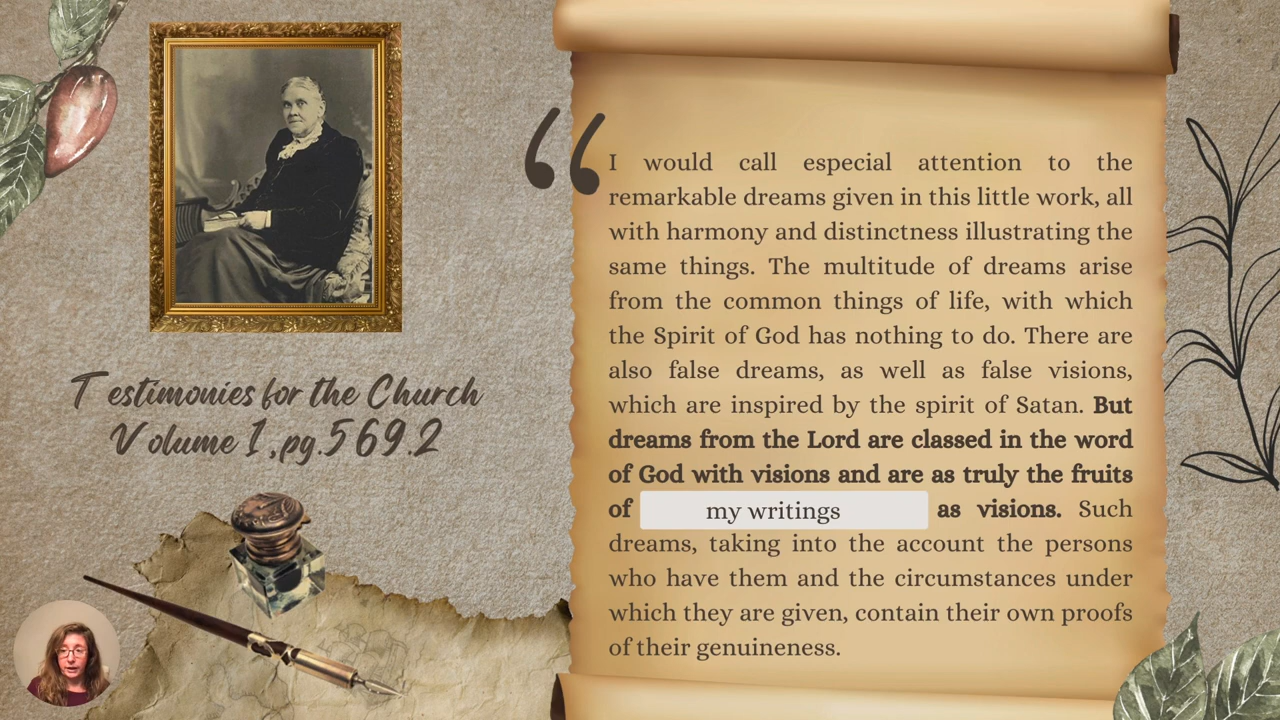 Testimonies for the Church
Volume 1, pg.569.2
“I would call especial attention to the
remarkable dreams given in this little work, all
with harmony and distinctness illustrating the
same things. The multitude of dreams arise
from the common things of life, with which
the Spirit of God has nothing to do. There are
also false dreams, as well as false visions,
which are inspired by the spirit of Satan. But
dreams from the Lord are classed in the word
of God with visions and are as truly the fruits
of my writings as visions. Such
dreams, taking into the account the persons
who have them and the circumstances under
which they are given, contain their own proofs
of their genuineness.